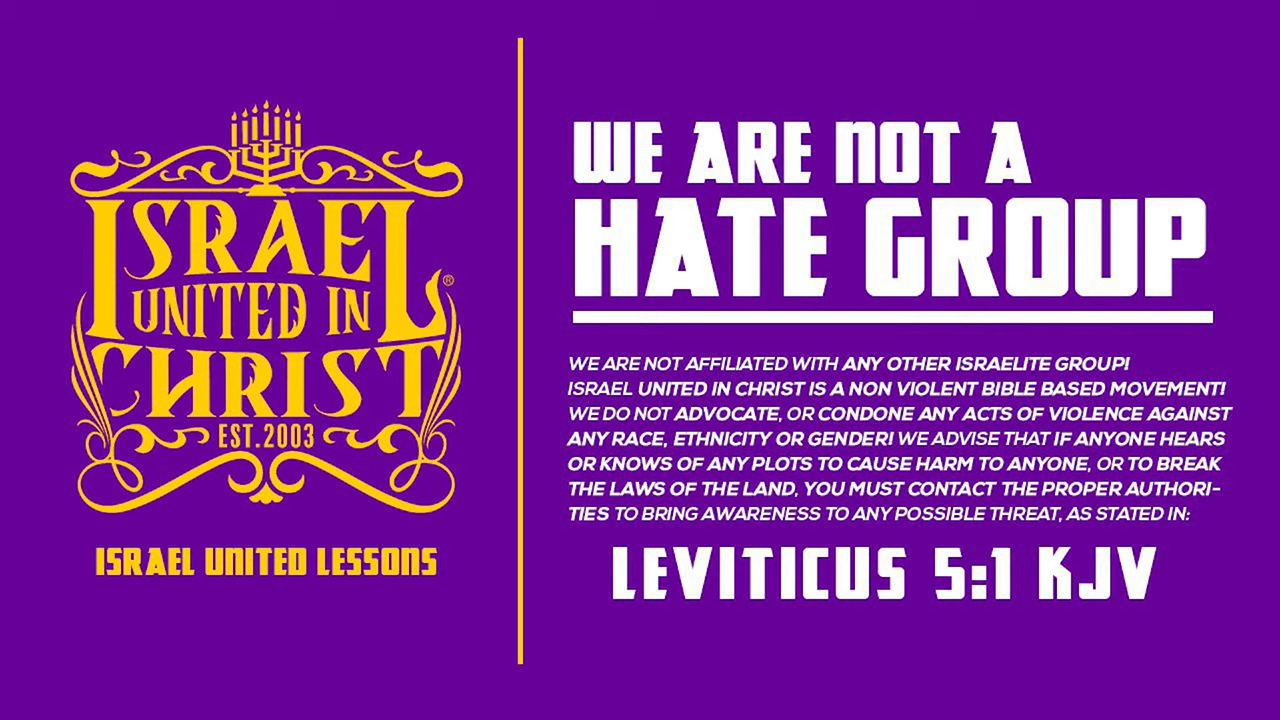 ISRAEL
UNITED IN
CHRIST
®
EST.2003
ISRAEL UNITED LESSONS
WE ARE NOT A
HATE GROUP
WE ARE NOT AFFILIATED WITH ANY OTHER ISRAELITE GROUP!
ISRAEL UNITED IN CHRIST IS A NON VIOLENT BIBLE BASED MOVEMENT!
WE DO NOT ADVOCATE, OR CONDONE ANY ACTS OF VIOLENCE AGAINST
ANY RACE, ETHNICITY OR GENDER! WE ADVISE THAT IF ANYONE HEARS
OR KNOWS OF ANY PLOTS TO CAUSE HARM TO ANYONE, OR TO BREAK
THE LAWS OF THE LAND, YOU MUST CONTACT THE PROPER AUTHORI-
TIES TO BRING AWARENESS TO ANY POSSIBLE THREAT, AS STATED IN:
LEVITICUS 5:1 KJV